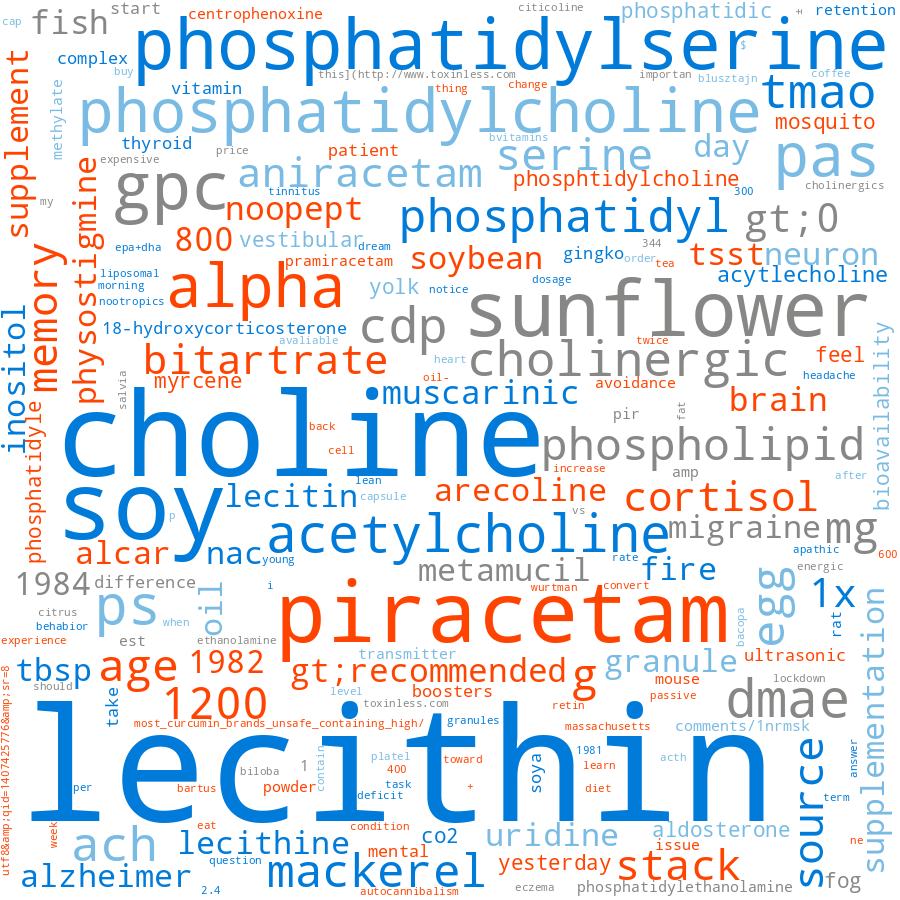 start
citicoline
phosphatidic
retention
cap
fish
centrophenoxine
phosphatidylserine
complex
$
buy
this](http://www.toxinless.com
importan
blusztajn
coffee
supplement
methylate
vitamin
thing
change
tmao
phosphatidylcholine
mosquito
thyroid
expensive
price
patient
bvitamins
serine
day
pas
gpc
aniracetam
phosphtidylcholine
cholinergics
tinnitus
300
my
physostigmine
noopept
phosphatidyl
gt;0
epa+dha
800
vestibular
dream
soybean
gingko
344
order
tea
tsst
neuron
pramiracetam
liposomal
morning
nootropics
alpha
yolk
notice
dosage
acytlecholine
memory
inositol
18-hydroxycorticosterone
cdp
sunflower
avaliable
twice
bitartrate
heart
cholinergic
feel
bioavailability
salvia
myrcene
oil-
muscarinic
avoidance
headache
brain
phosphatidyle
choline
back
pir
fat
cell
phospholipid
increase
amp
after
soy
lecitin
lean
capsule
arecoline
cortisol
p
vs
acetylcholine
migraine
mg
alcar
nac
young
rate
apathic
600
1984
difference
metamucil
fire
energic
i
wurtman
convert
ps
oil
piracetam
egg
1x
citrus
behabior
when
bacopa
rat
supplementation
experience
est
ethanolamine
transmitter
granule
ultrasonic
tbsp
age
1982
gt;recommended
g
mouse
lockdown
should
level
boosters
passive
dmae
1200
take
toxinless.com
retin
utf8&amp;qid=1407425776&amp;sr=8
most_curcumin_brands_unsafe_containing_high/
granules
massachusetts
comments/1nrmsk
lecithin
source
answer
platel
1981
acth
biloba
1
contain
400
toward
soya
learn
per
bartus
powder
task
deficit
+
diet
term
week
eat
condition
co2
uridine
aldosterone
ach
lecithine
mental
issue
ne
question
yesterday
stack
alzheimer
mackerel
fog
2.4
autocannibalism
eczema
phosphatidylethanolamine